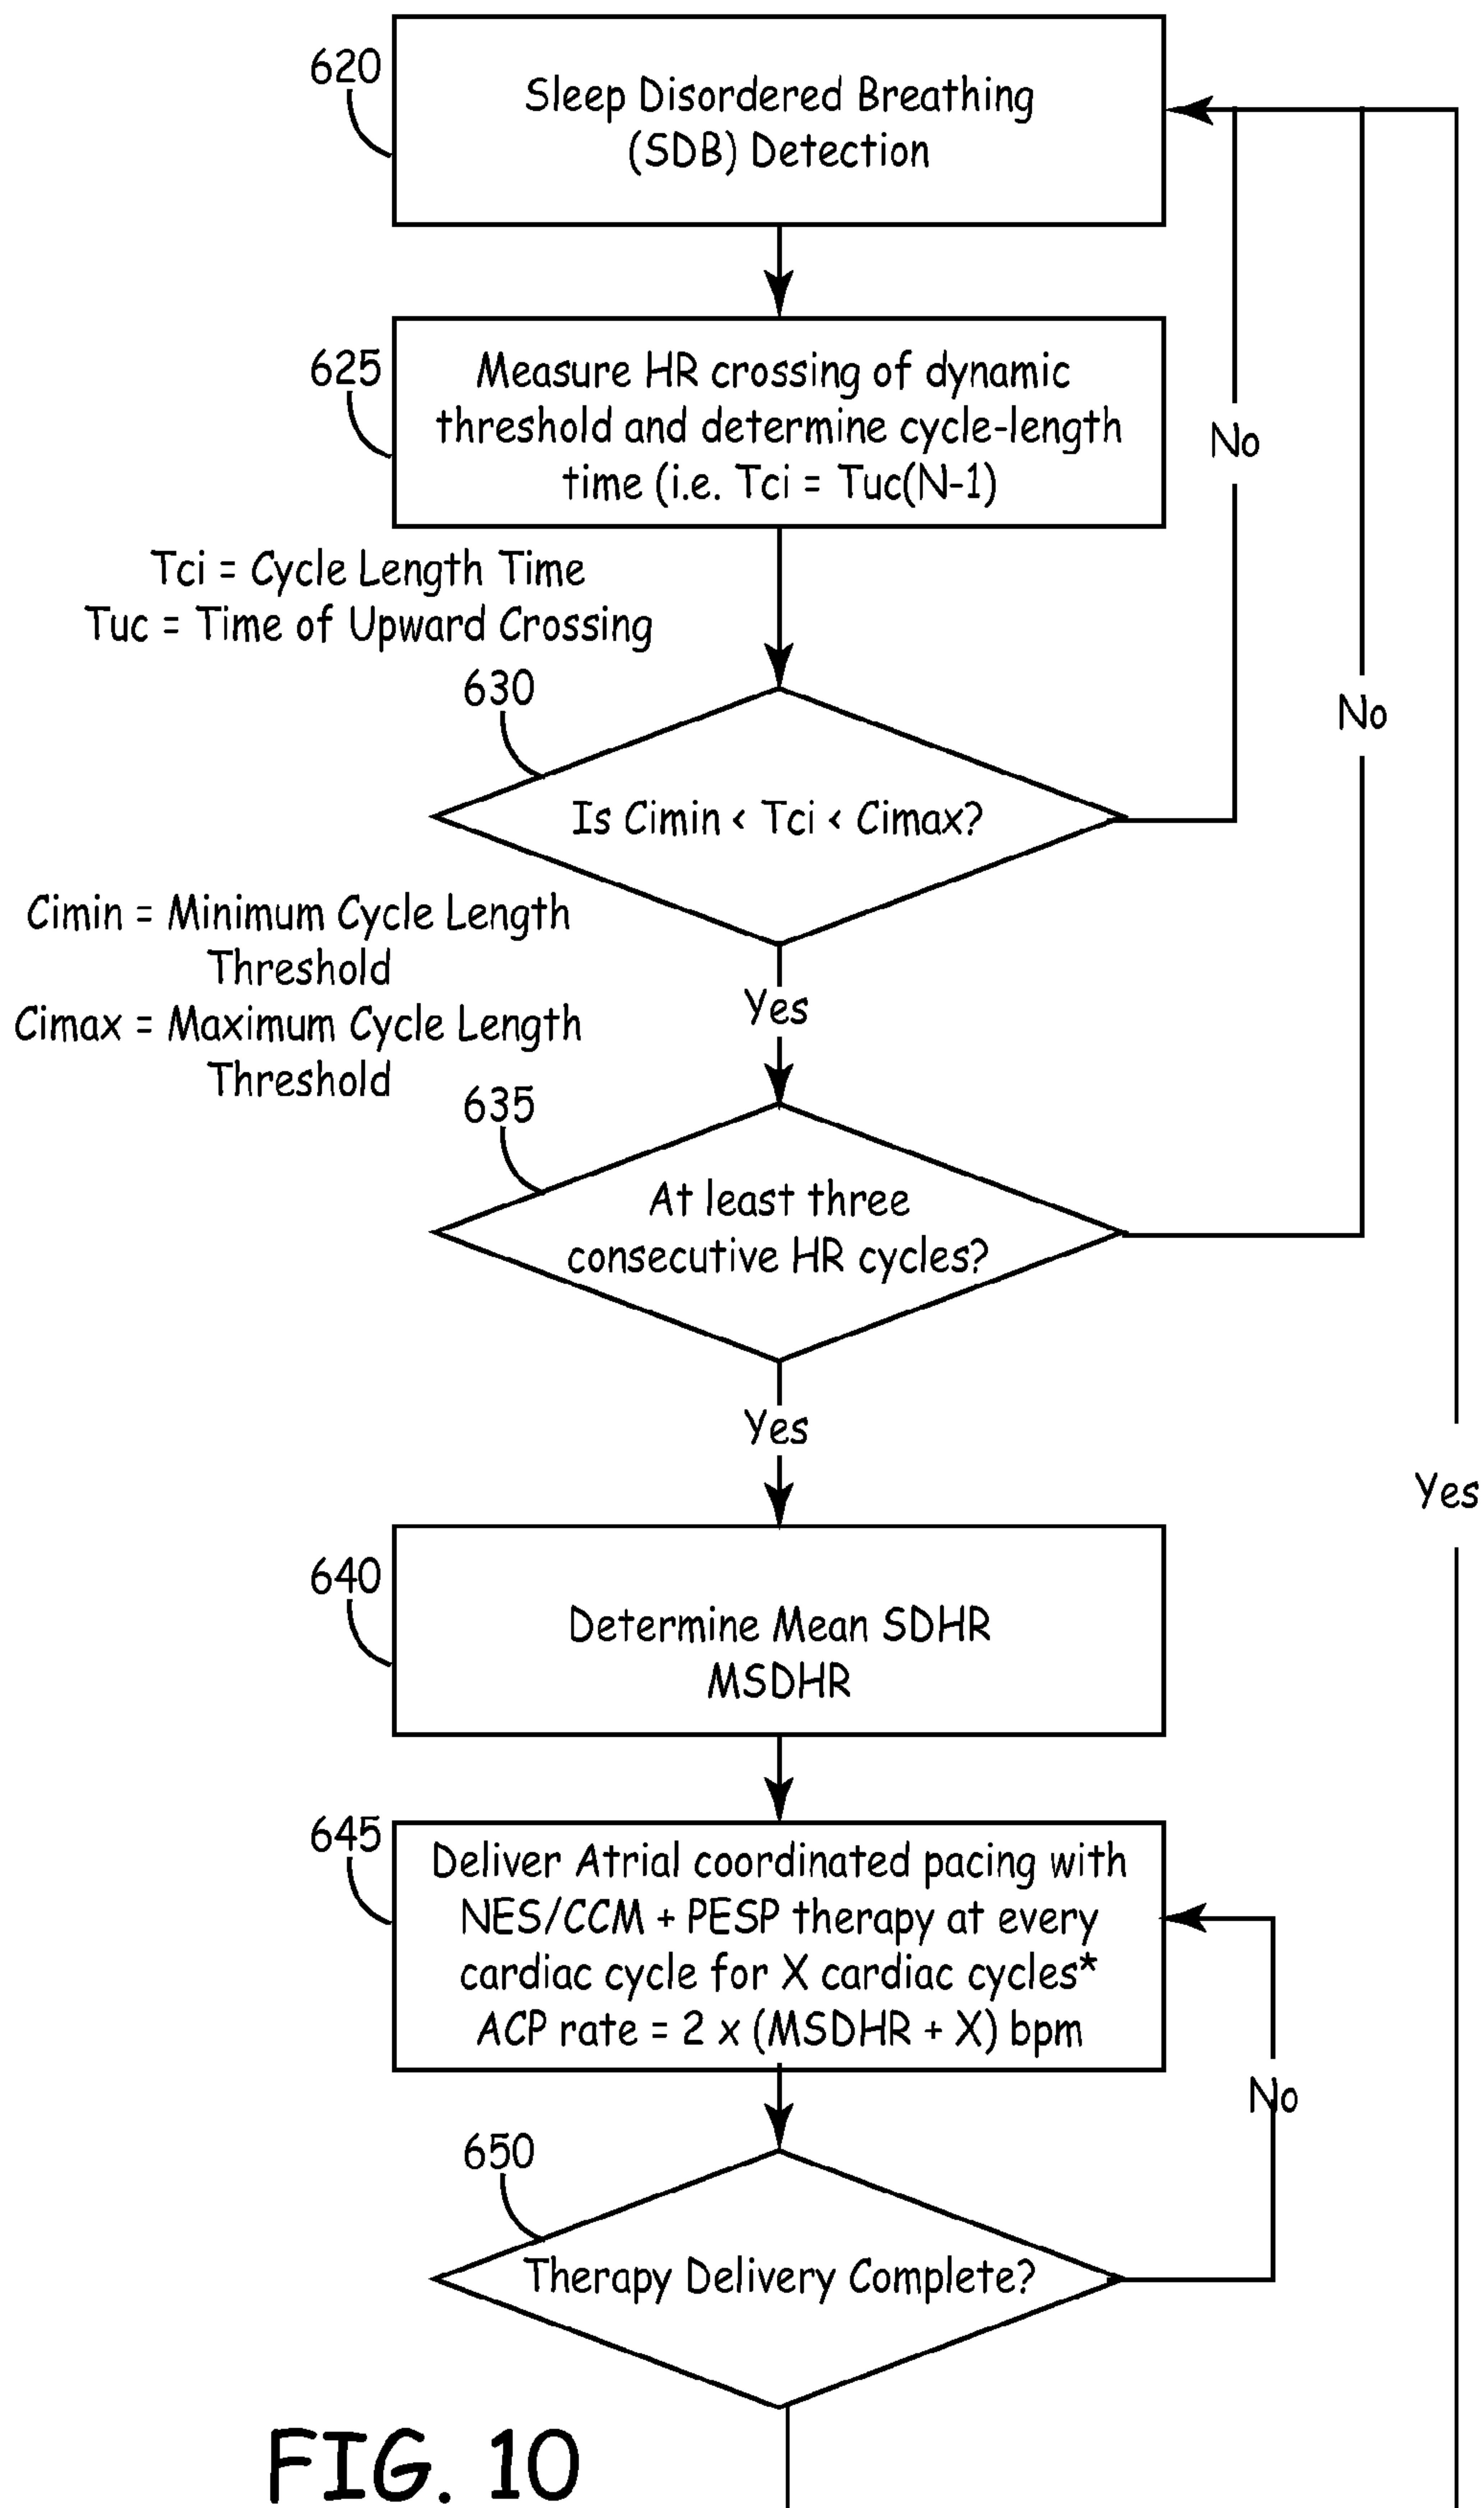 620
Sleep Disordered Breathing
(SDB) Detection
625
Measure HR crossing of dynamic
threshold and determine cycle-length
time (i.e. Tci = Tuc(N-1)
No
Tci = Cycle Length Time
Tuc = Time of Upward Crossing
630
No
Is Cimin < Tci < Cimax?
Cimin = Minimum Cycle Length
Threshold
Yes
Cimax = Maximum Cycle Length
Threshold
635
At least three
consecutive HR cycles?
Yes
Yes
640
Determine Mean SDHR
MSDHR
645
Deliver Atrial coordinated pacing with
NES/CCM + PESP therapy at every
cardiac cycle for X cardiac cycles*
ACP rate = 2 x (MSDHR + X) bpm
No
650
Therapy Delivery Complete?
FIG. 10